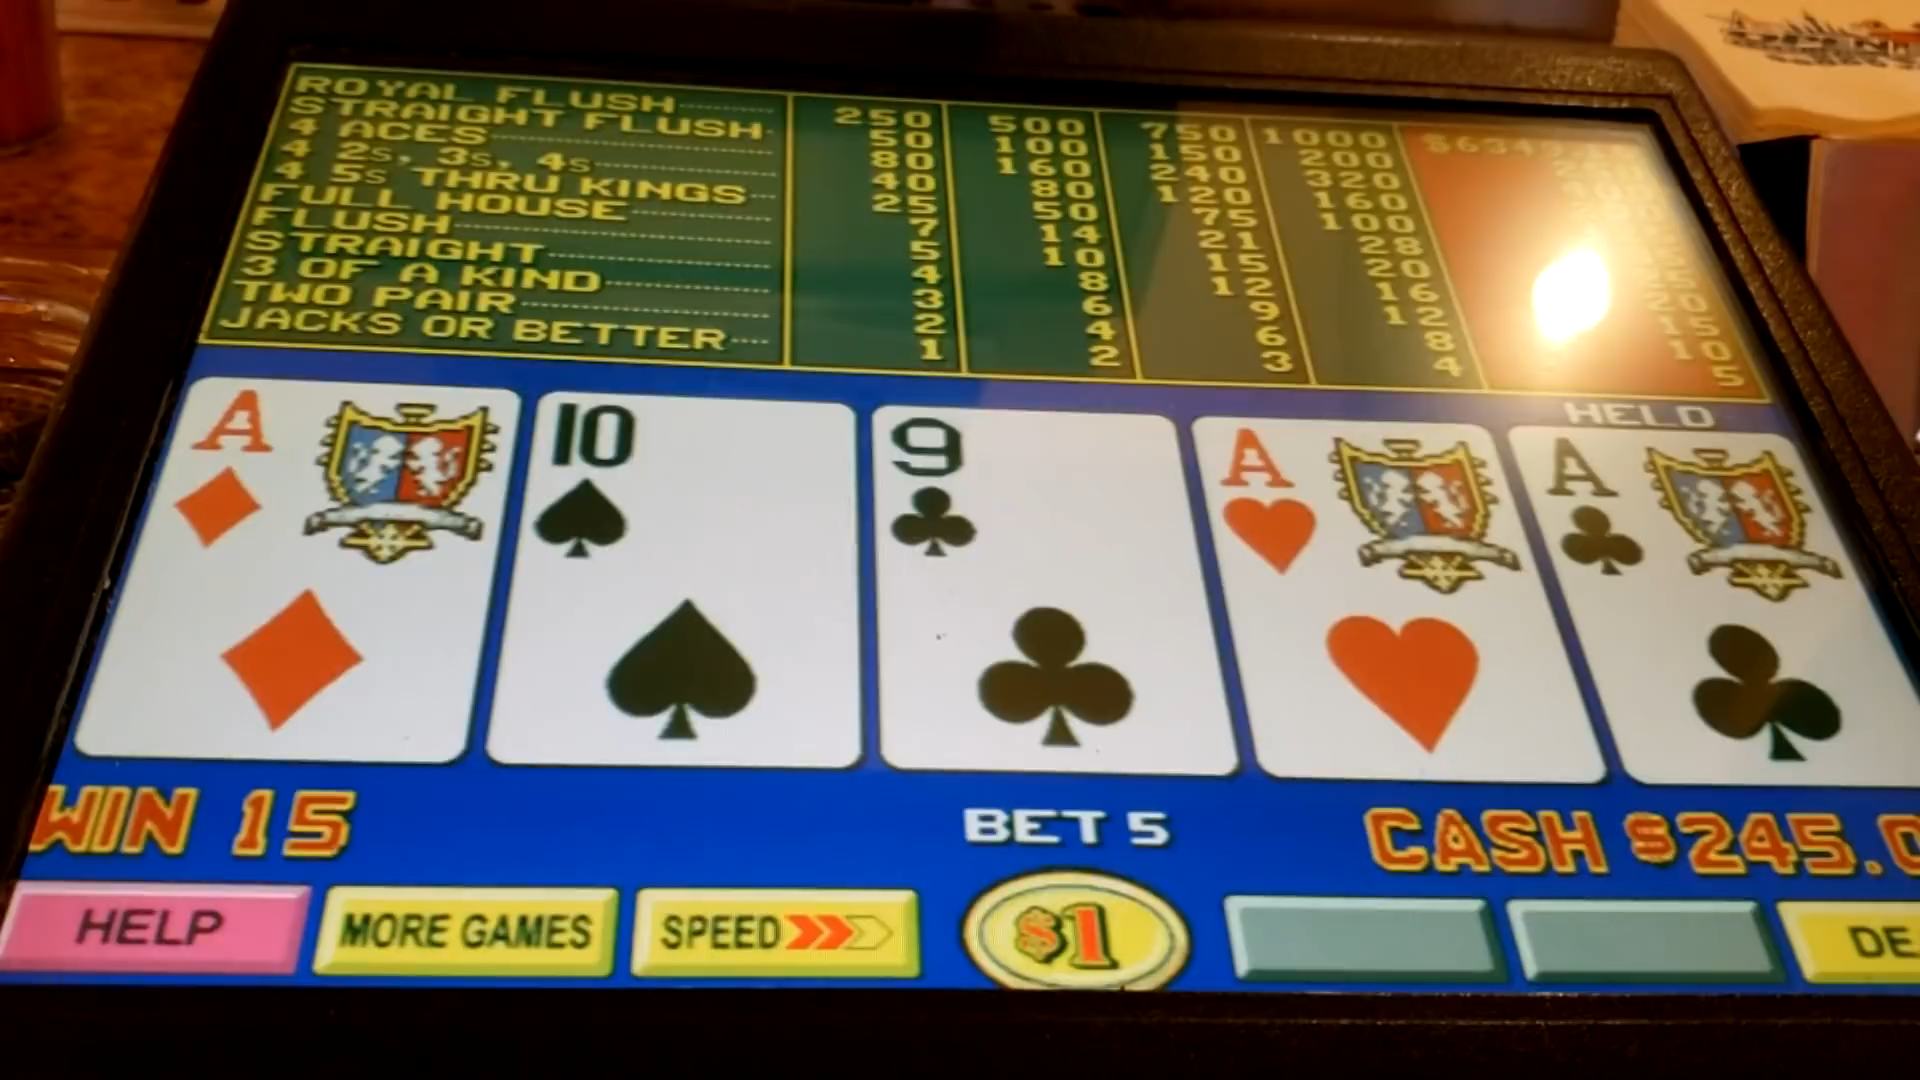 ROYAL FLUSH 250 500 750 1000
STRAIGHT FLUSH 50 100 150 200
4 ACES 80 160 240 320
4 2s, 3s, 4s 40 80 120 160
4 5s THRU KINGS 25 50 75 100
FULL HOUSE 7 14 21 28
FLUSH 5 10 15 20
STRAIGHT 4 8 12 16
3 OF A KIND 3 6 9 12
TWO PAIR 2 4 6 8 10
JACKS OR BETTER 1 2 3 4 5
HELD
A 10 9 A A
WIN 15 BET 5 CASH $245.0
HELP MORE GAMES SPEED $1 DE